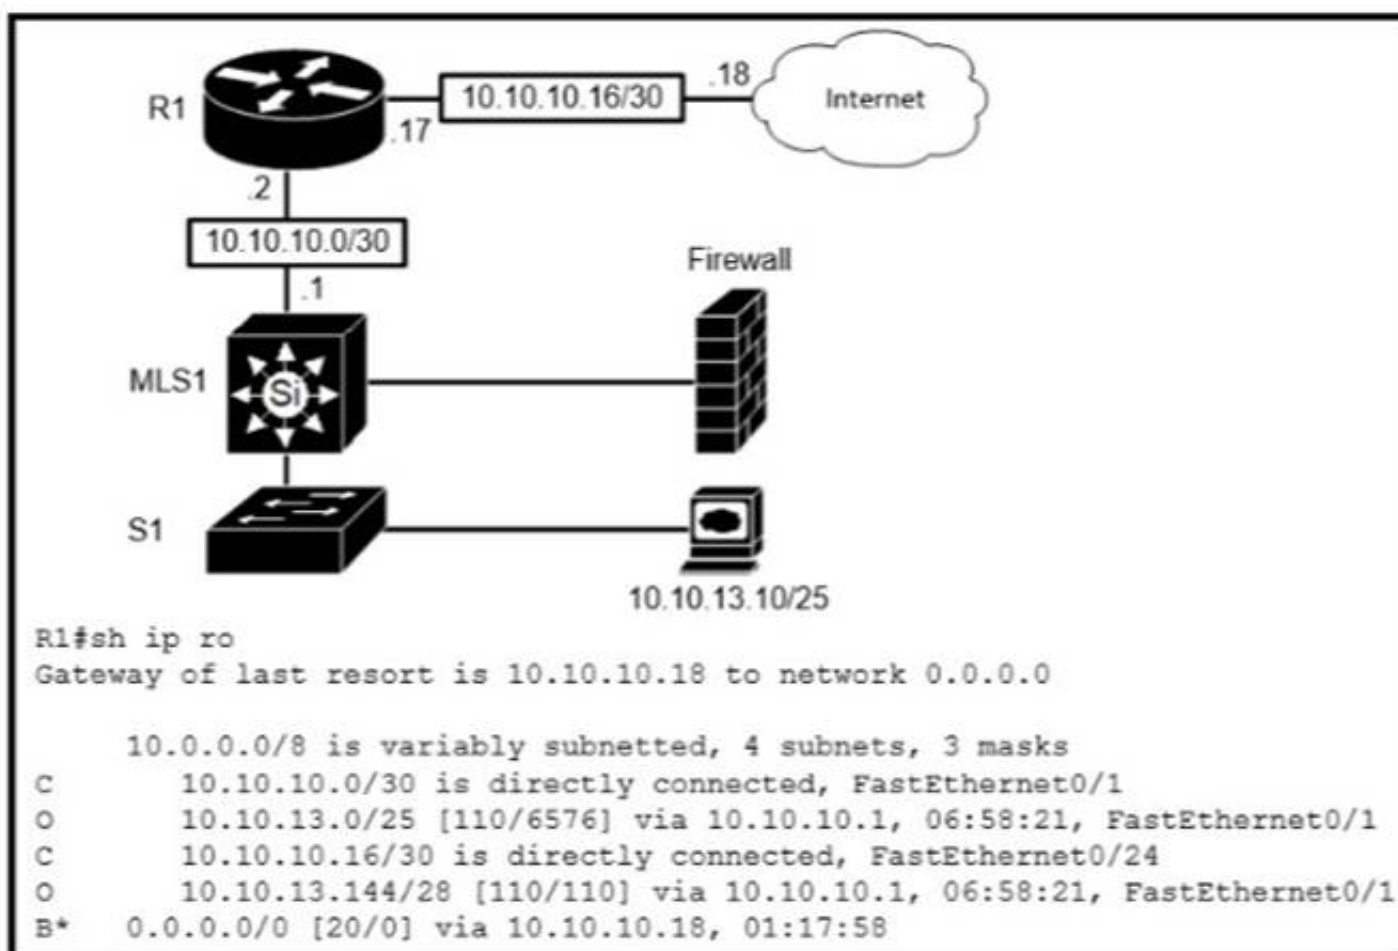 .18
R1
10.10.10.16/30
Internet
.17
.2
10.10.10.0/30
Firewall
.1
MLS1
Si
S1
10.10.13.10/25
R1#sh ip ro
Gateway of last resort is 10.10.10.18 to network 0.0.0.0
10.0.0.0/8 is variably subnetted, 4 subnets, 3 masks
C 10.10.10.0/30 is directly connected, FastEthernet0/1
O 10.10.13.0/25 [110/6576] via 10.10.10.1, 06:58:21, FastEthernet0/1
C 10.10.10.16/30 is directly connected, FastEthernet0/24
O 10.10.13.144/28 [110/110] via 10.10.10.1, 06:58:21, FastEthernet0/1
B* 0.0.0.0/0 [20/0] via 10.10.10.18, 01:17:58